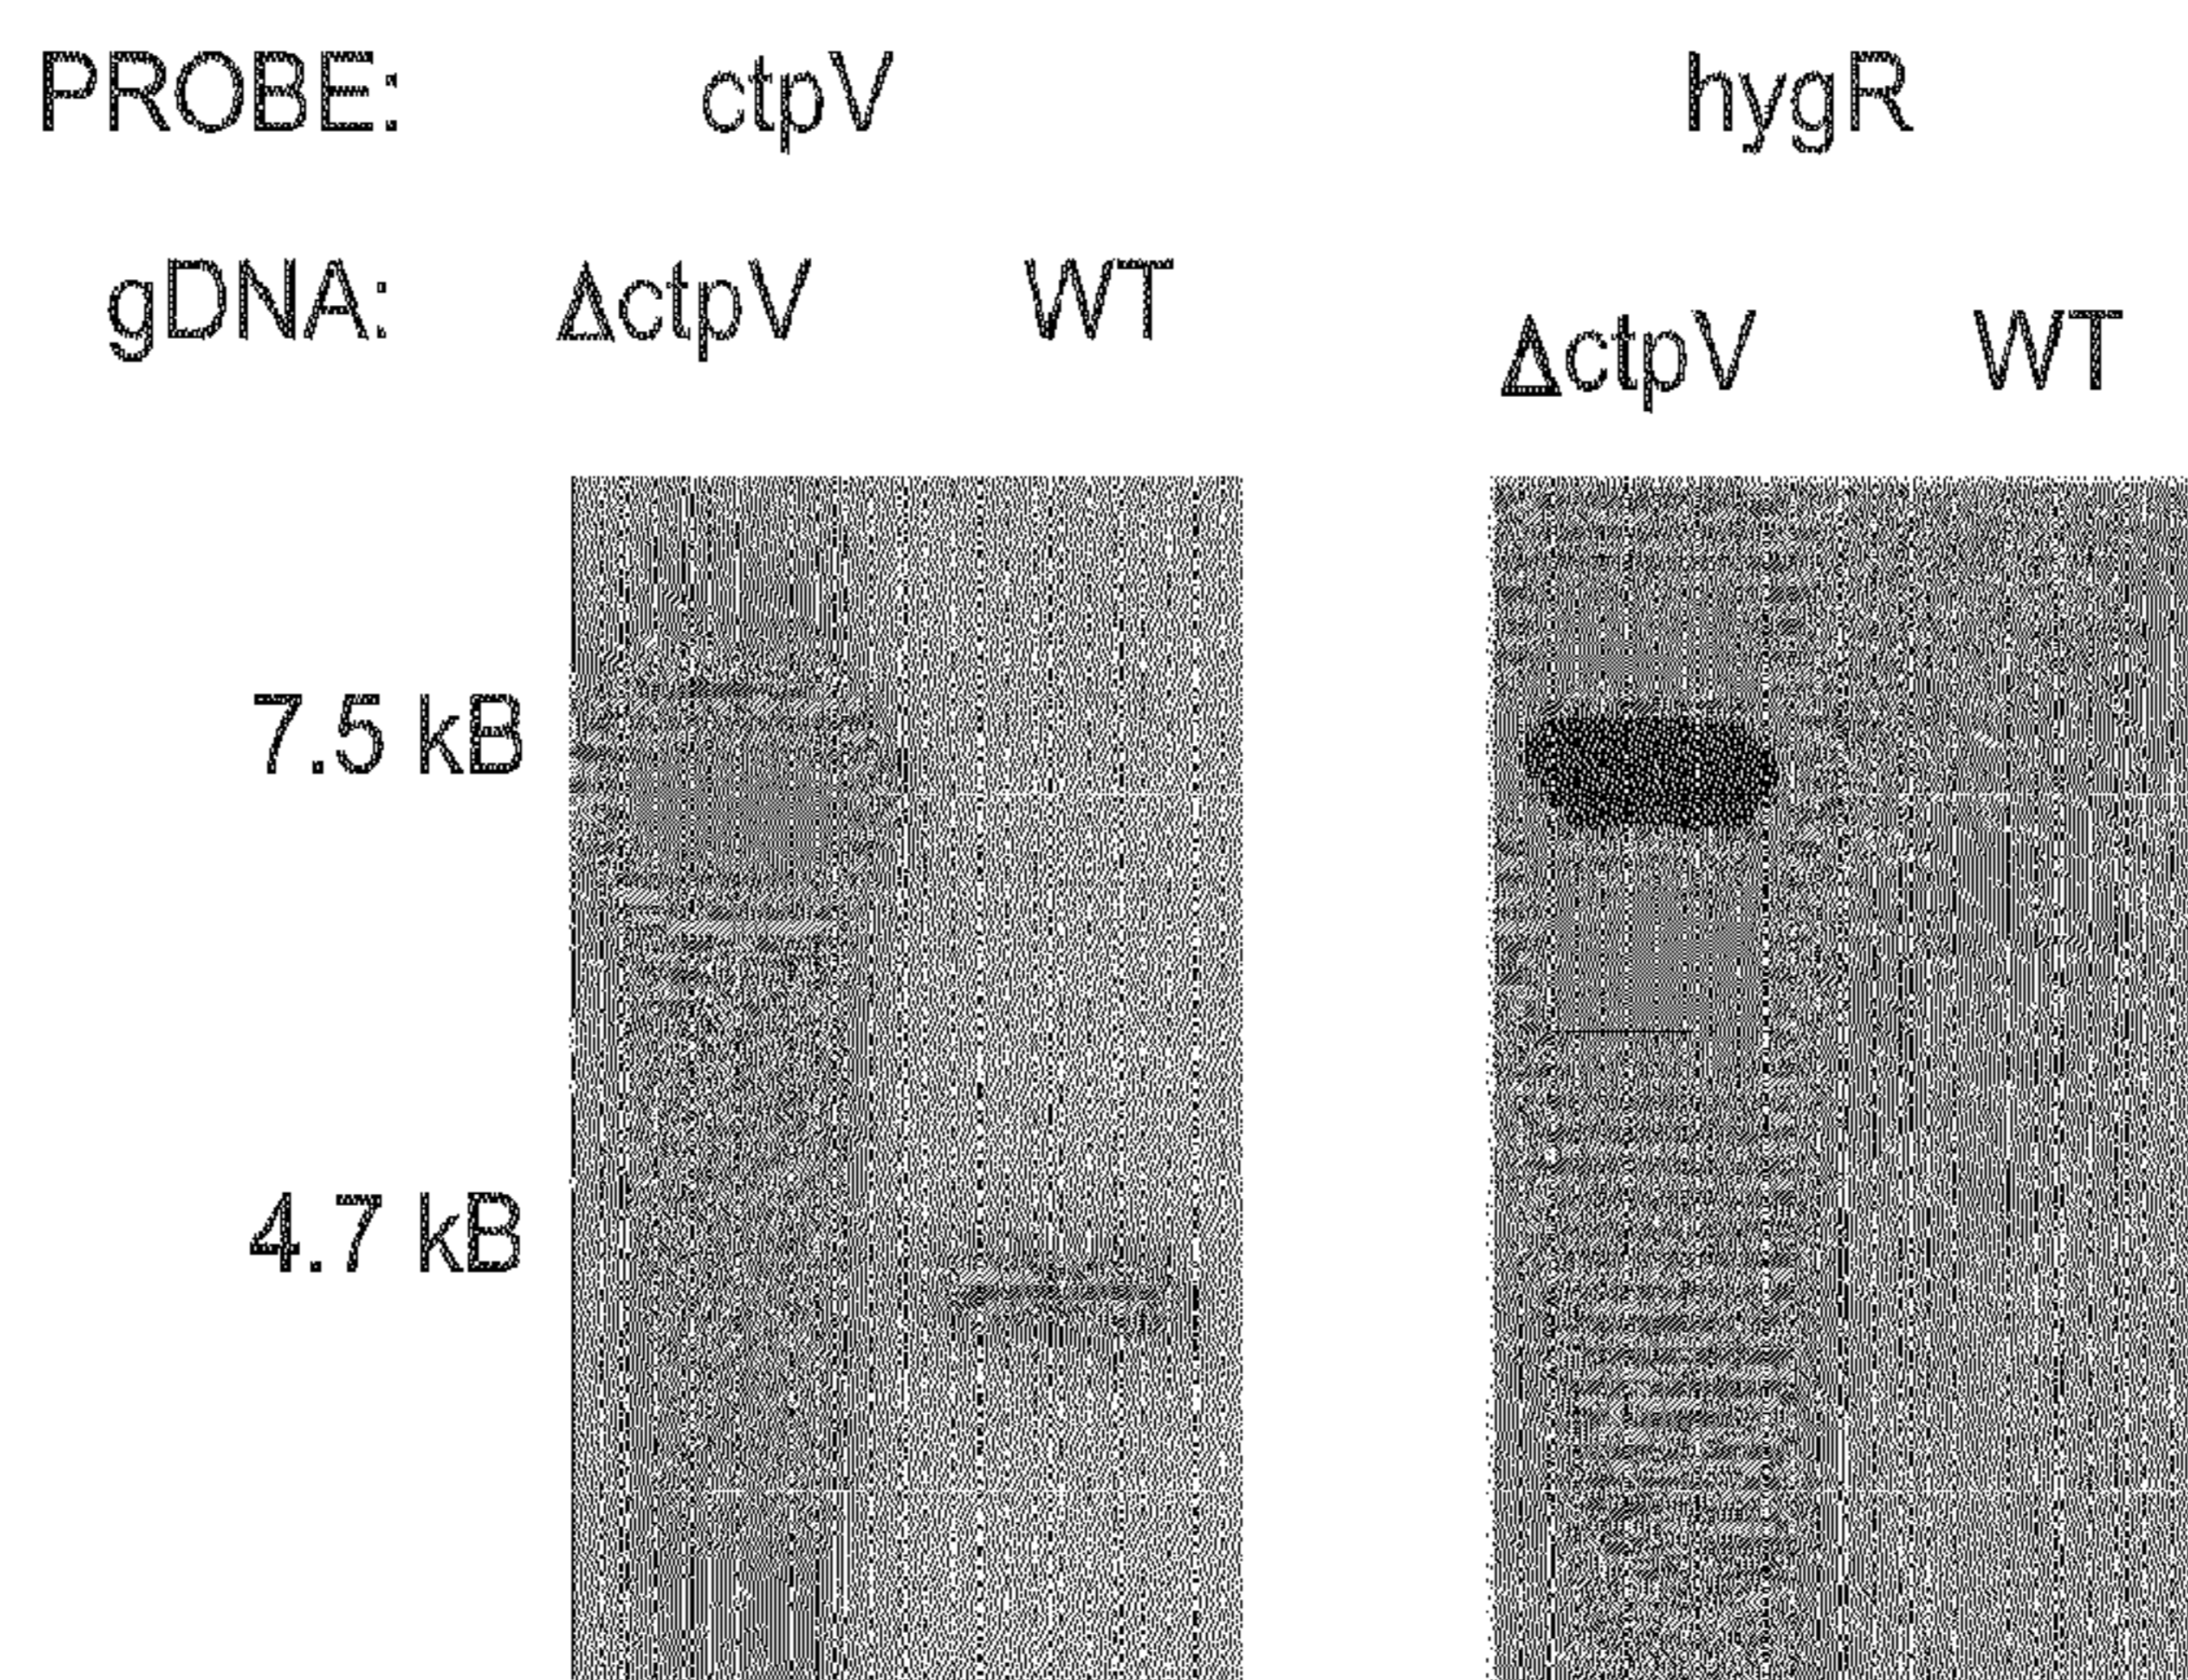 PROBE: ctpV hygR
gDNA: ΔctpV WT ΔctpV WT
7.5 kB
4.7 kB